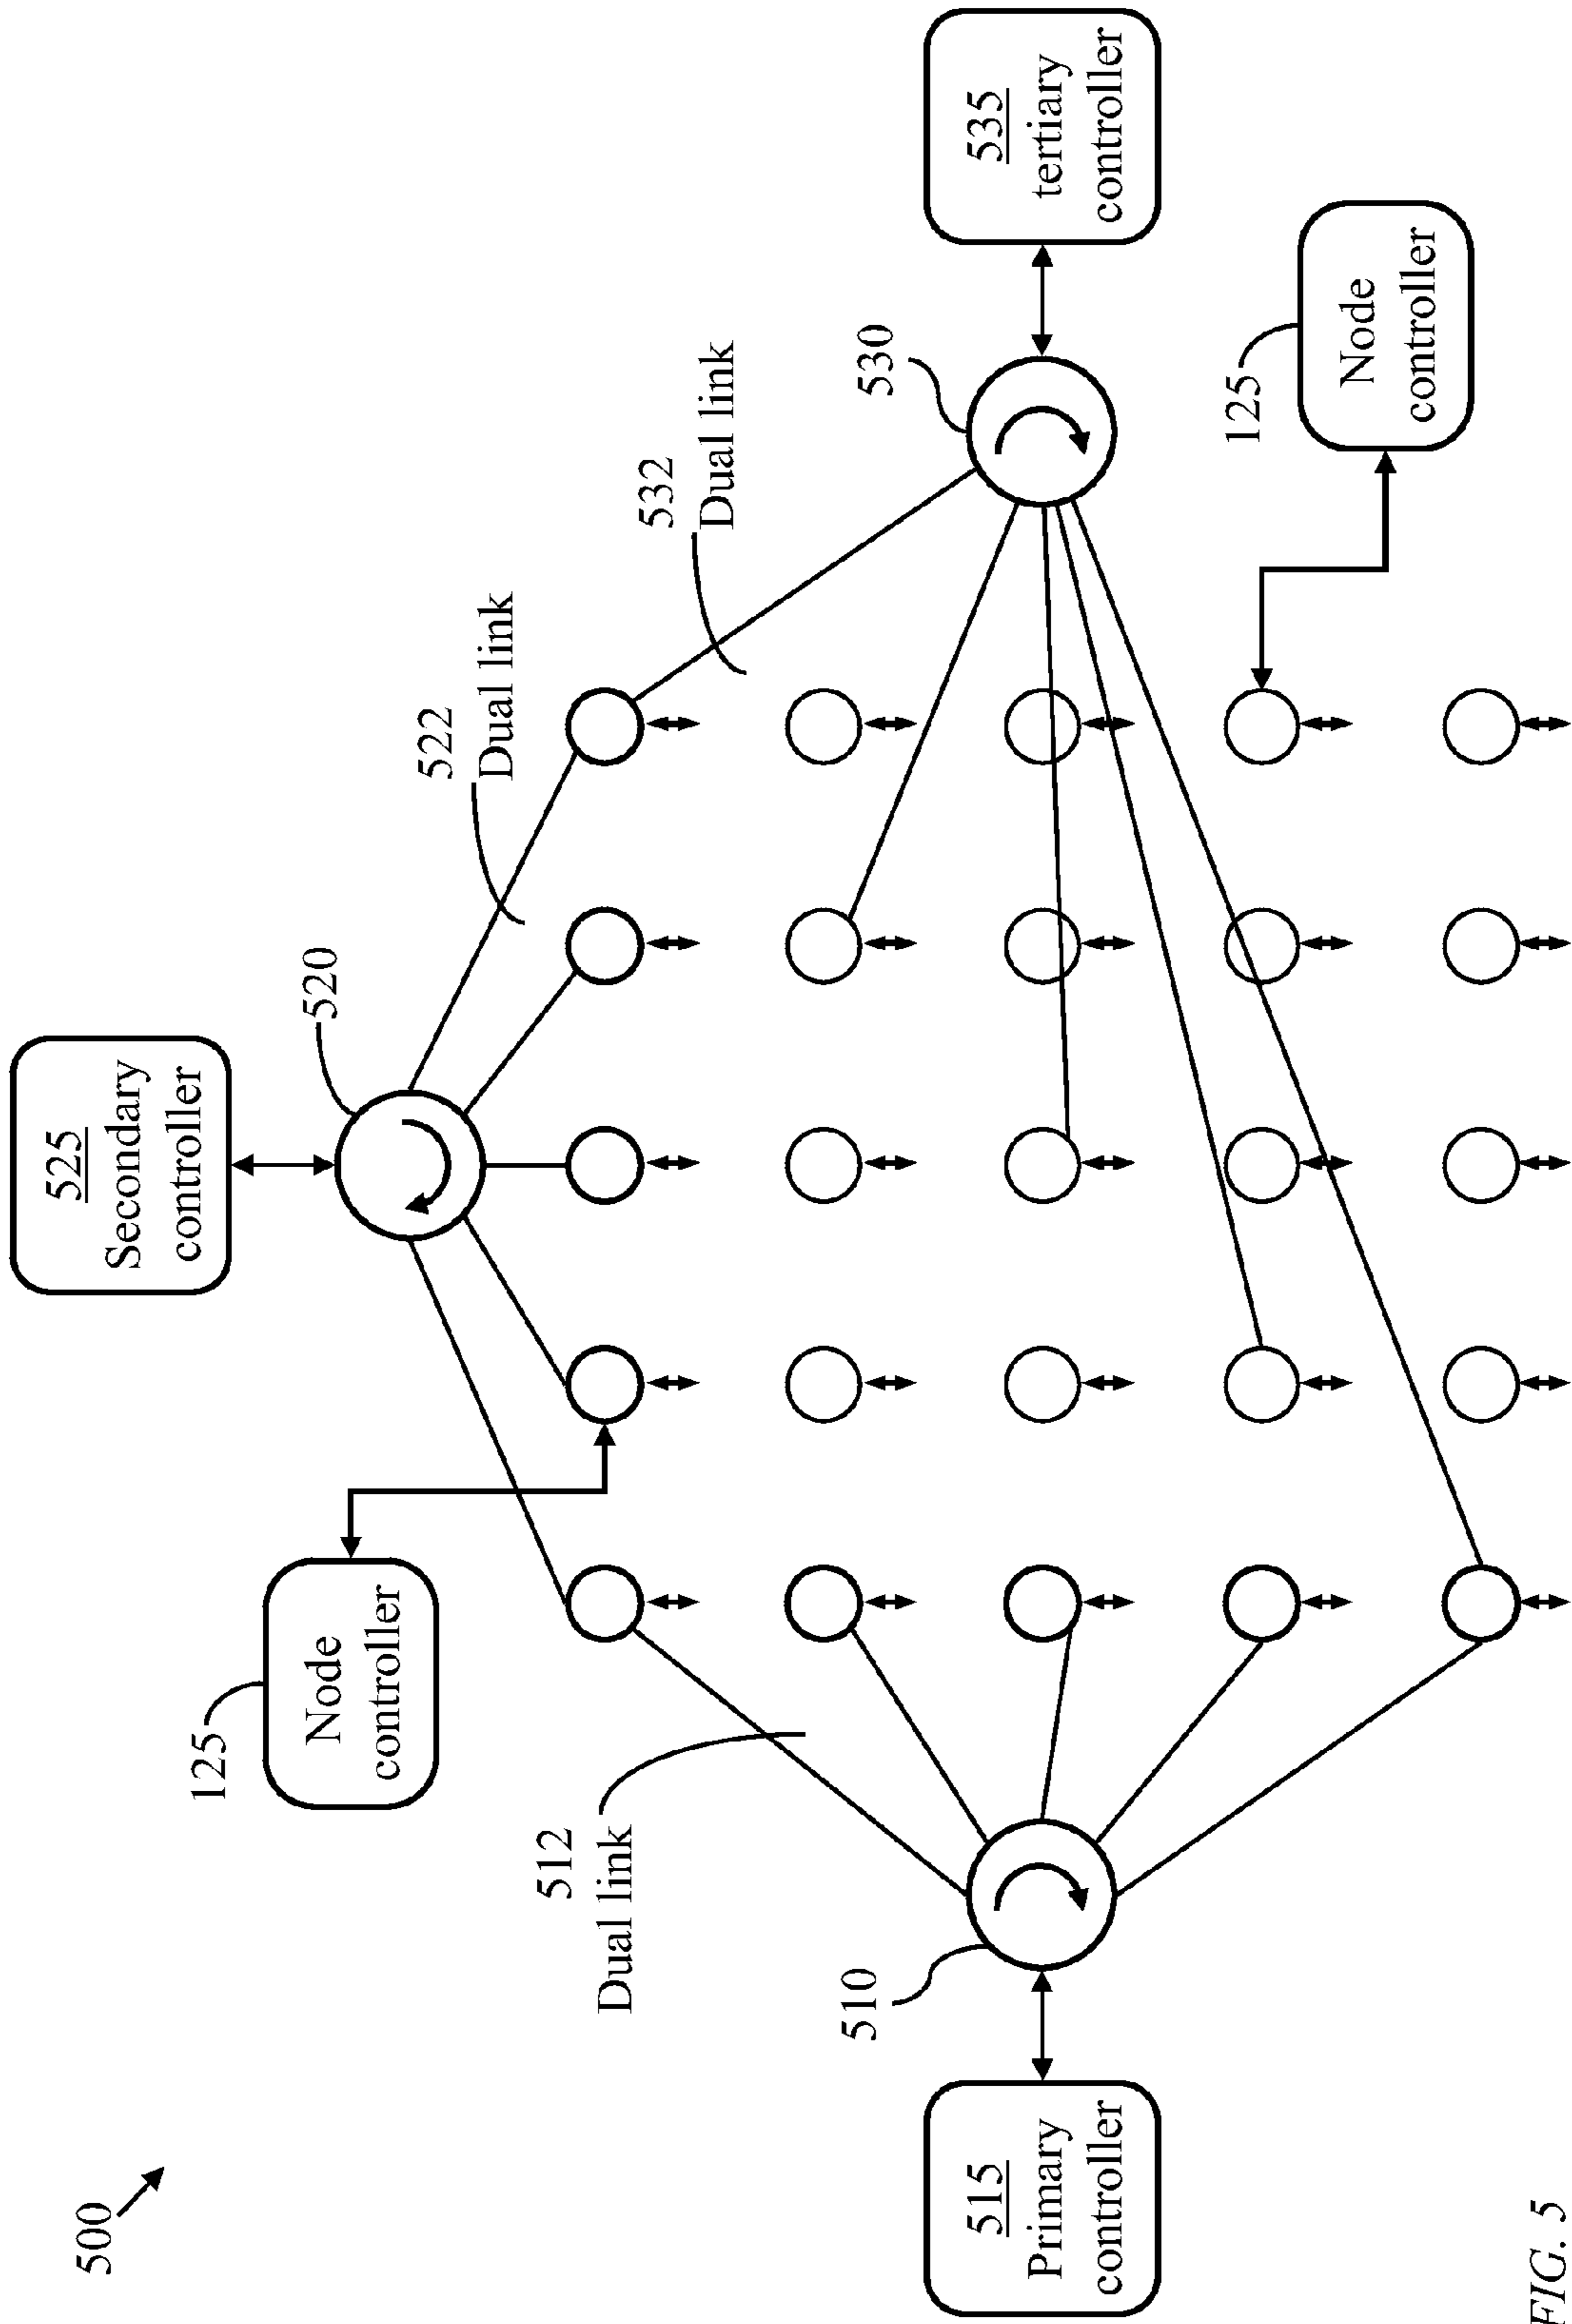 500
525
Secondary
controller
520
522
Dual link
532
Dual link
530
125
Node
controller
512
Dual link
510
515
Primary
controller
535
tertiary
controller
125
Node
controller
FIG. 5